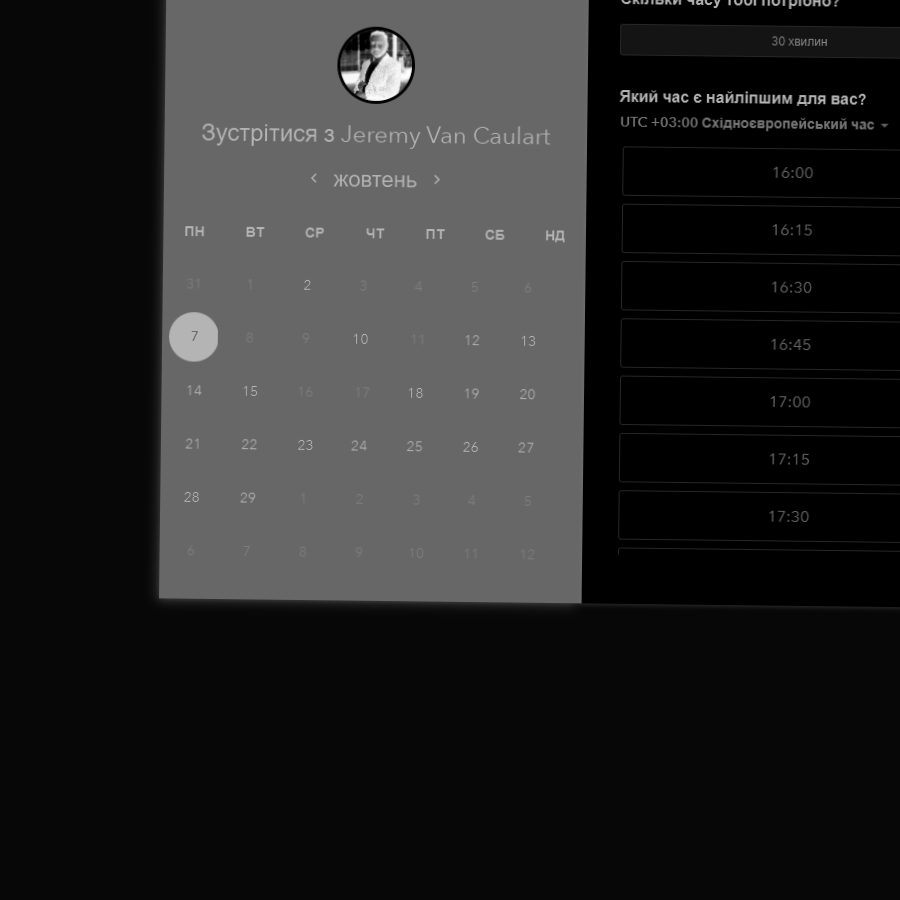 Зустрітися з Jeremy Van Caulart
жовтень
ПН ВТ СР ЧТ ПТ СБ НД
31 1 2 3 4 5 6
7 8 9 10 11 12 13
14 15 16 17 18 19 20
21 22 23 24 25 26 27
28 29 1 2 3 4 5
6 7 8 9 10 11 12
Скільки часу тобі потрібно?
30 хвилин
Який час є найліпшим для вас?
UTC +03:00 Східноєвропейський час
16:00
16:15
16:30
16:45
17:00
17:15
17:30